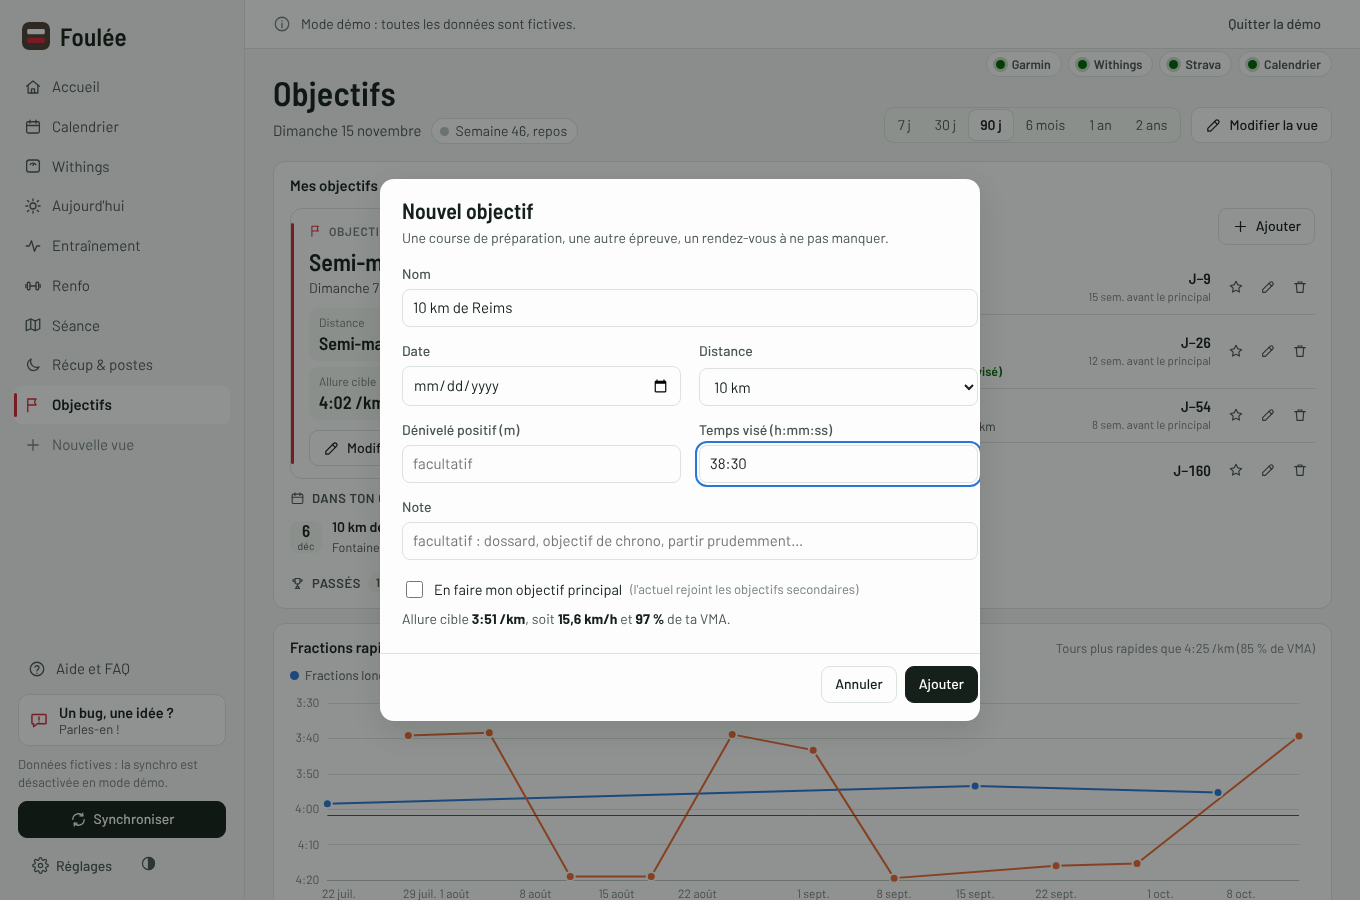 Foulée
Mode démo : toutes les données sont fictives.
Quitter la démo
Accueil
Calendrier
Withings
Aujourd'hui
Entraînement
Renfo
Séance
Récup & postes
Objectifs
Nouvelle vue
Aide et FAQ
Un bug, une idée ?
Parles-en !
Données fictives : la synchro est
désactivée en mode démo.
Synchroniser
Réglages
Garmin
Withings
Strava
Calendrier
Objectifs
Dimanche 15 novembre
Semaine 46, repos
7 j
30 j
90 j
6 mois
1 an
2 ans
Modifier la vue
Mes objectifs
OBJECTI
Semi-m
Dimanche 7
Distance
Semi-ma
Allure cible
4:02 /km
Modif
DANS TON
6
déc
10 km de
Fontaine
PASSÉS
Ajouter
J–9
15 sem. avant le principal
J–26
12 sem. avant le principal
visé)
J–54
8 sem. avant le principal
km
J–160
Nouvel objectif
Une course de préparation, une autre épreuve, un rendez-vous à ne pas manquer.
Nom
10 km de Reims
Date
Distance
mm/dd/yyyy
10 km
Dénivelé positif (m)
Temps visé (h:mm:ss)
facultatif
38:30
Note
facultatif : dossard, objectif de chrono, partir prudemment...
En faire mon objectif principal (l'actuel rejoint les objectifs secondaires)
Allure cible 3:51 /km, soit 15,6 km/h et 97 % de ta VMA.
Annuler
Ajouter
Fractions rapi
Tours plus rapides que 4:25 /km (85 % de VMA)
Fractions lon
3:30
3:40
3:50
4:00
4:10
4:20
22 juil.
29 juil.
1 août
8 août
15 août
22 août
1 sept.
8 sept.
15 sept.
22 sept.
1 oct.
8 oct.